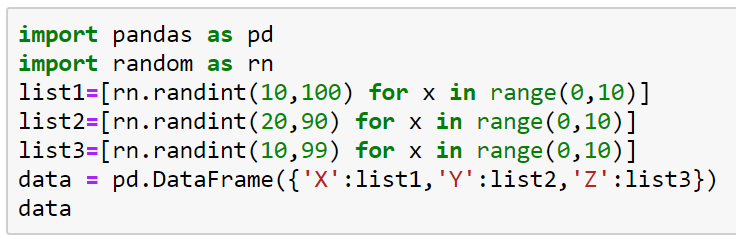 import pandas as pd
import random as rn
list1=[rn.randint(10,100) for x in range(0,10)]
list2=[rn.randint(20,90) for x in range(0,10)]
list3=[rn.randint(10,99) for x in range(0,10)]
data = pd.DataFrame({'X':list1,'Y':list2,'Z':list3})
data